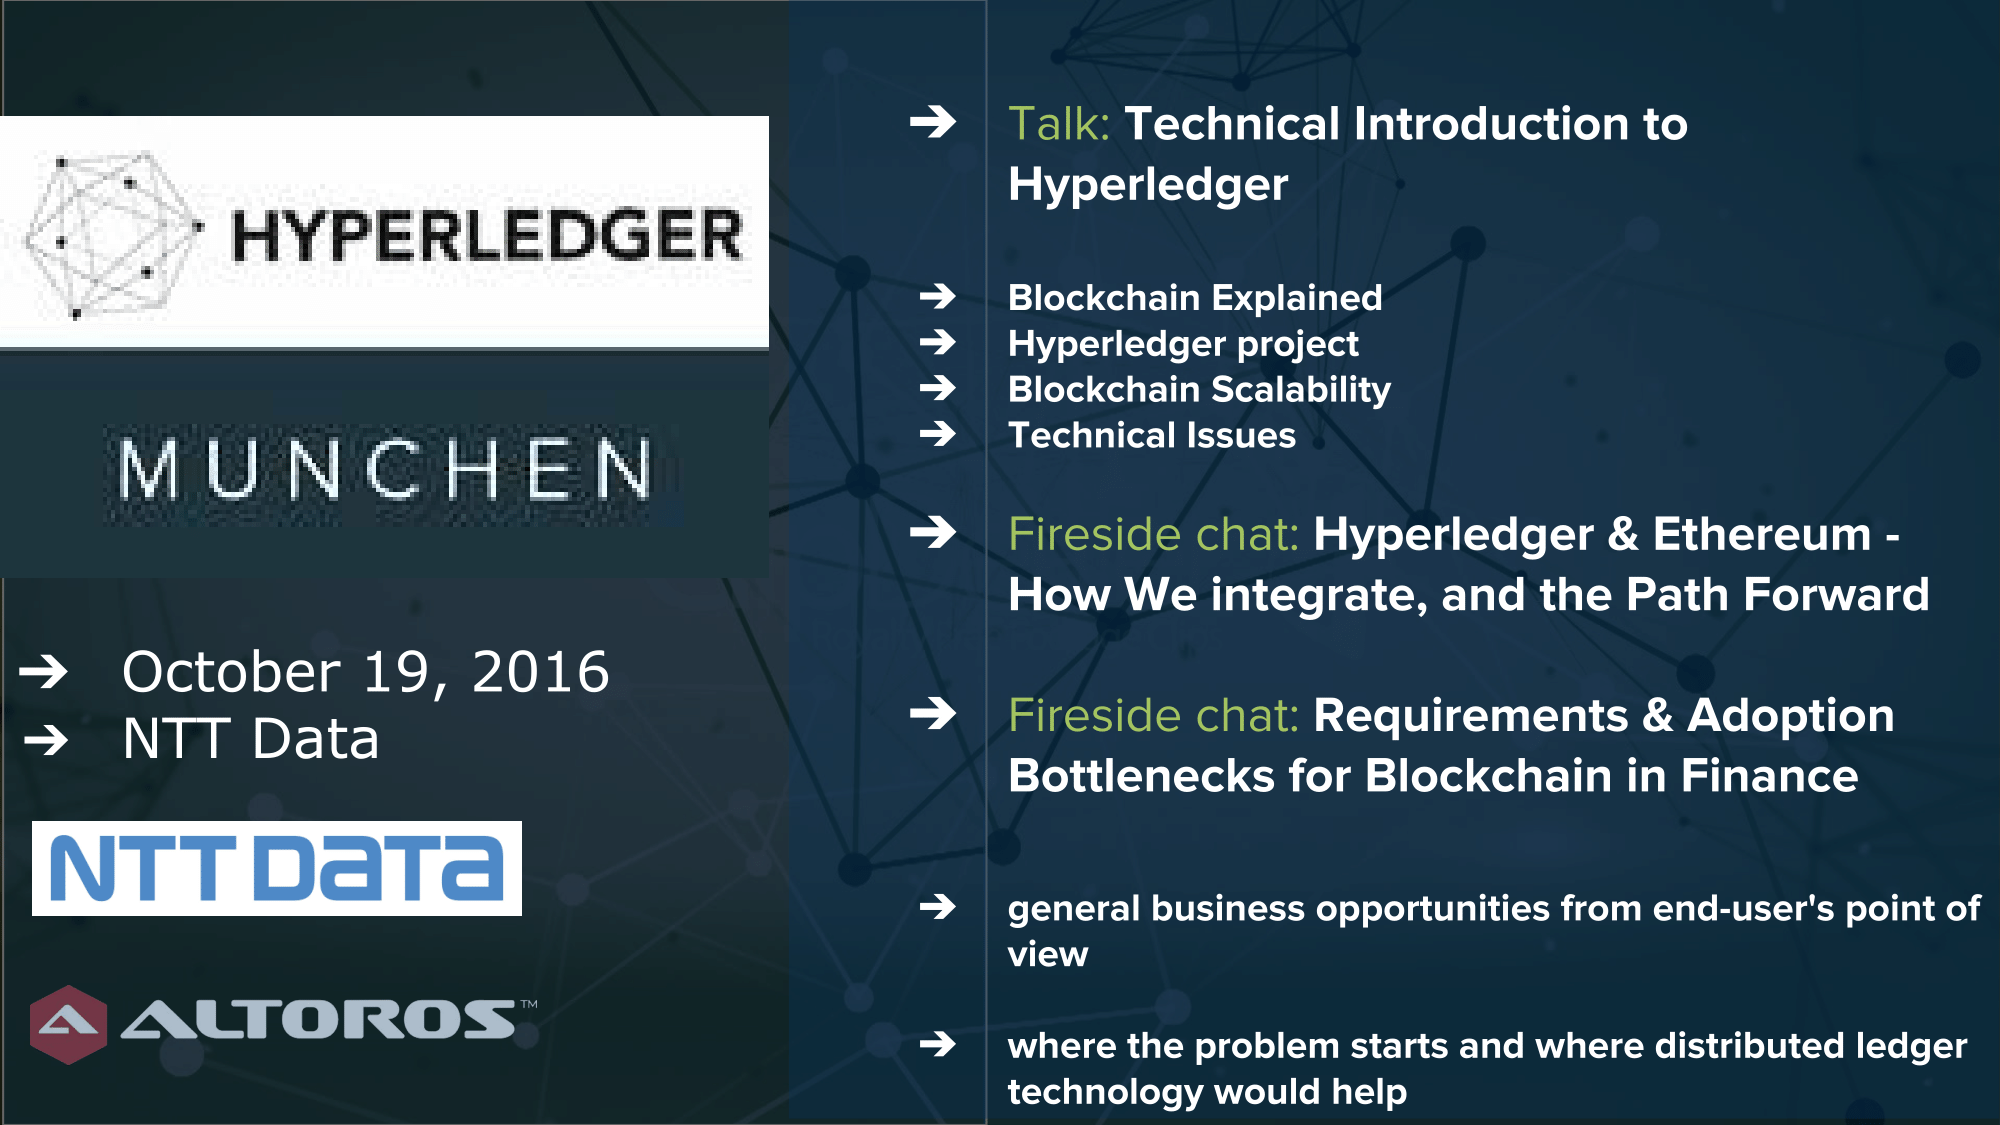 HYPERLEDGER
MUNCHEN
➔ October 19, 2016
➔ NTT Data
NTT DATA
ALTOROS™
➔ Talk: Technical Introduction to
Hyperledger
➔ Blockchain Explained
➔ Hyperledger project
➔ Blockchain Scalability
➔ Technical Issues
➔ Fireside chat: Hyperledger & Ethereum -
How We integrate, and the Path Forward
➔ Fireside chat: Requirements & Adoption
Bottlenecks for Blockchain in Finance
➔ general business opportunities from end-user's point of
view
➔ where the problem starts and where distributed ledger
technology would help